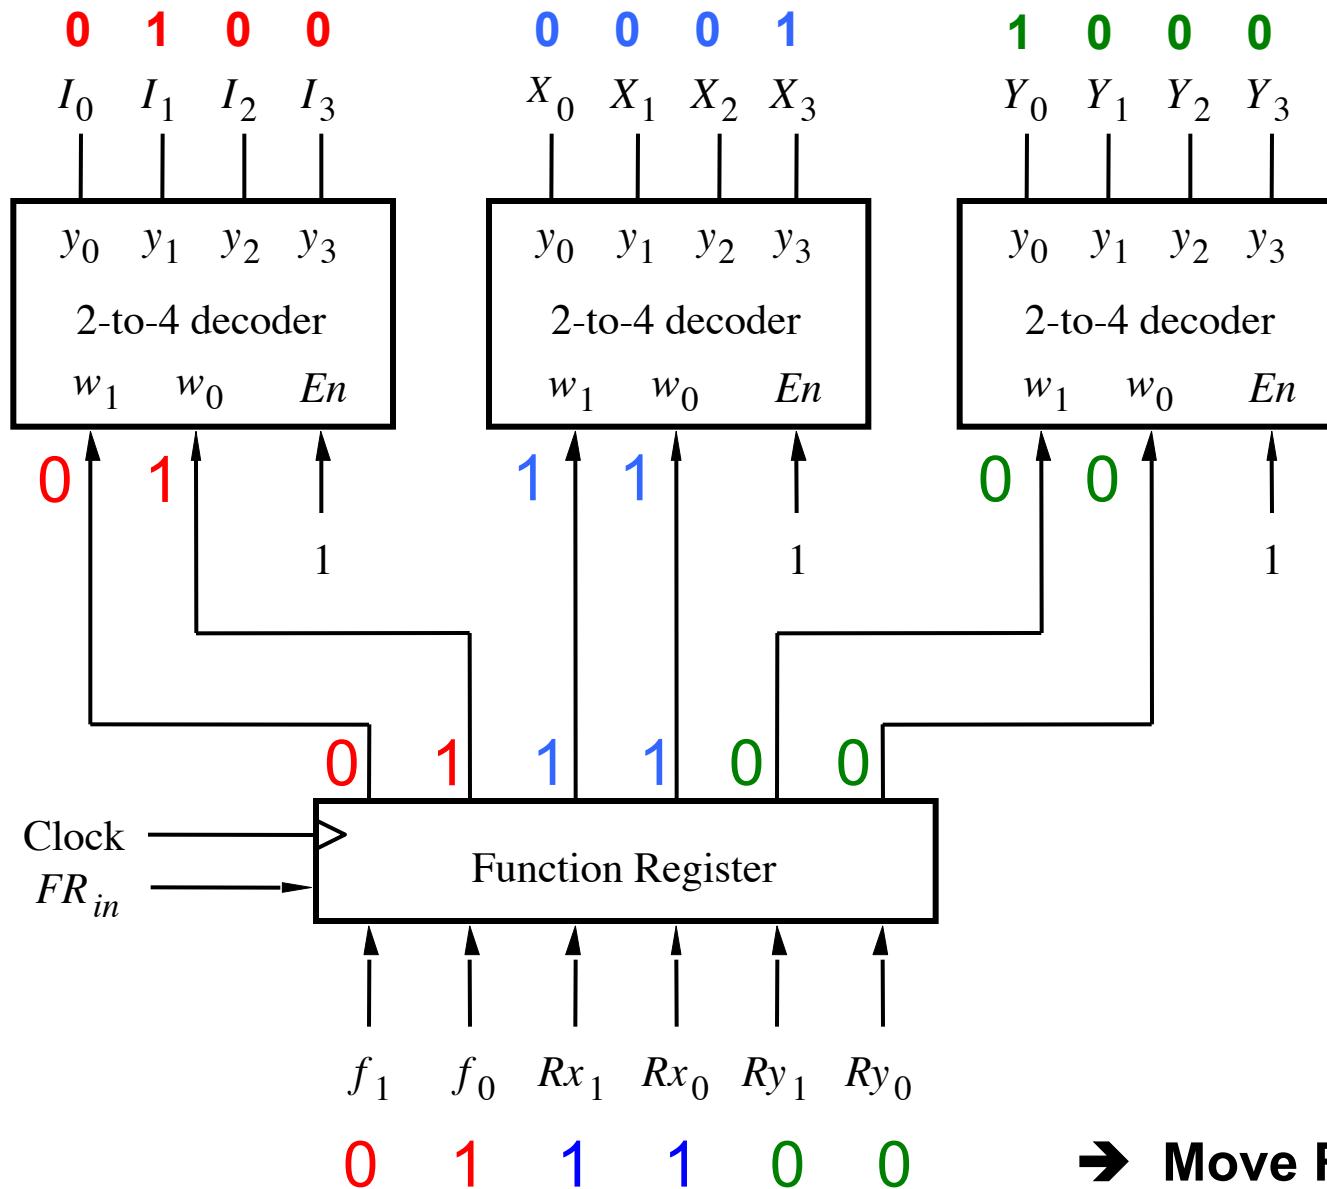 0 1 0 0 0 0 0 1 1 0 0 0
I0 I1 I2 I3 X0 X1 X2 X3 Y0 Y1 Y2 Y3
y0 y1 y2 y3 y0 y1 y2 y3 y0 y1 y2 y3
2-to-4 decoder 2-to-4 decoder 2-to-4 decoder
w1 w0 En w1 w0 En w1 w0 En
0 1 1 1 0 0
1 1 1
0 1 1 1 0 0
Clock
Function Register
FRin
f1 f0 Rx1 Rx0 Ry1 Ry0
0 1 1 1 0 0 ➔ Move